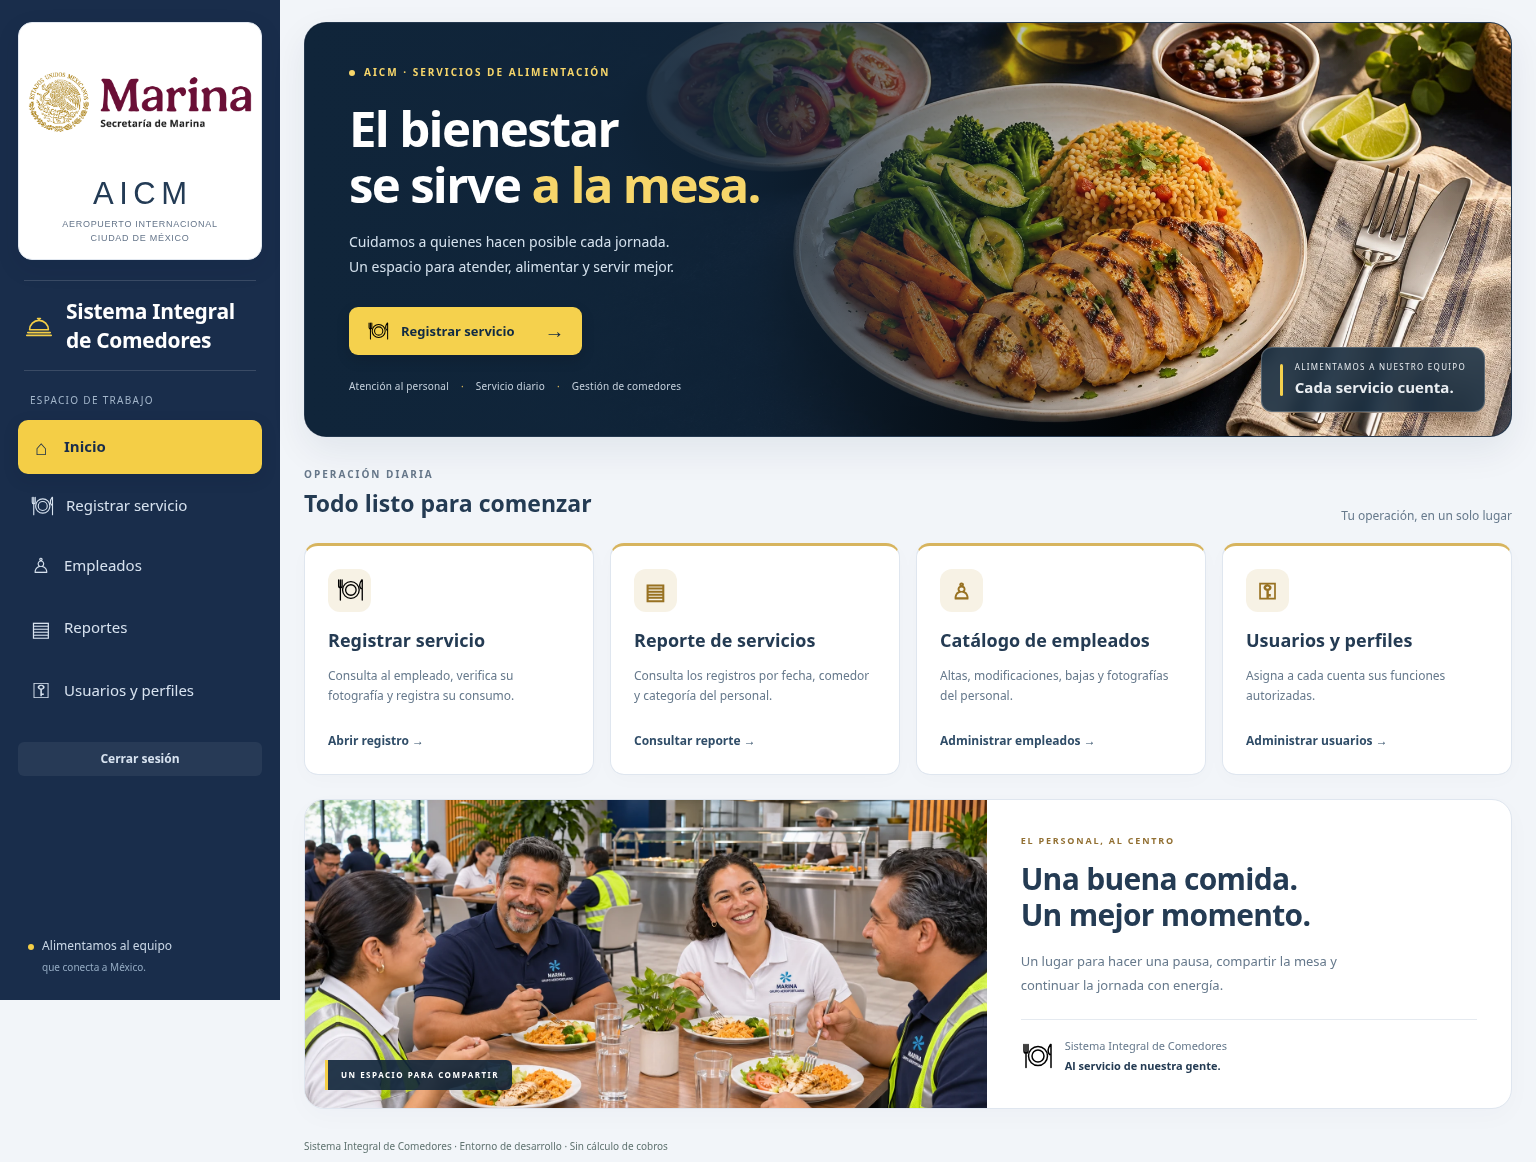 Marina
Secretaría de Marina
AICM
AEROPUERTO INTERNACIONAL
CIUDAD DE MÉXICO
Sistema Integral
de Comedores
ESPACIO DE TRABAJO
Inicio
Registrar servicio
Empleados
Reportes
Usuarios y perfiles
Cerrar sesión
Alimentamos al equipo
que conecta a México.
AICM · SERVICIOS DE ALIMENTACIÓN
El bienestar
se sirve a la mesa.
Cuidamos a quienes hacen posible cada jornada.
Un espacio para atender, alimentar y servir mejor.
Registrar servicio →
Atención al personal · Servicio diario · Gestión de comedores
ALIMENTAMOS A NUESTRO EQUIPO
Cada servicio cuenta.
OPERACIÓN DIARIA
Todo listo para comenzar
Tu operación, en un solo lugar
Registrar servicio
Consulta al empleado, verifica su
fotografía y registra su consumo.
Abrir registro →
Reporte de servicios
Consulta los registros por fecha, comedor
y categoría del personal.
Consultar reporte →
Catálogo de empleados
Altas, modificaciones, bajas y fotografías
del personal.
Administrar empleados →
Usuarios y perfiles
Asigna a cada cuenta sus funciones
autorizadas.
Administrar usuarios →
MARINA
MARINA
MARINA
UN ESPACIO PARA COMPARTIR
EL PERSONAL, AL CENTRO
Una buena comida.
Un mejor momento.
Un lugar para hacer una pausa, compartir la mesa y
continuar la jornada con energía.
Sistema Integral de Comedores
Al servicio de nuestra gente.
Sistema Integral de Comedores · Entorno de desarrollo · Sin cálculo de cobros